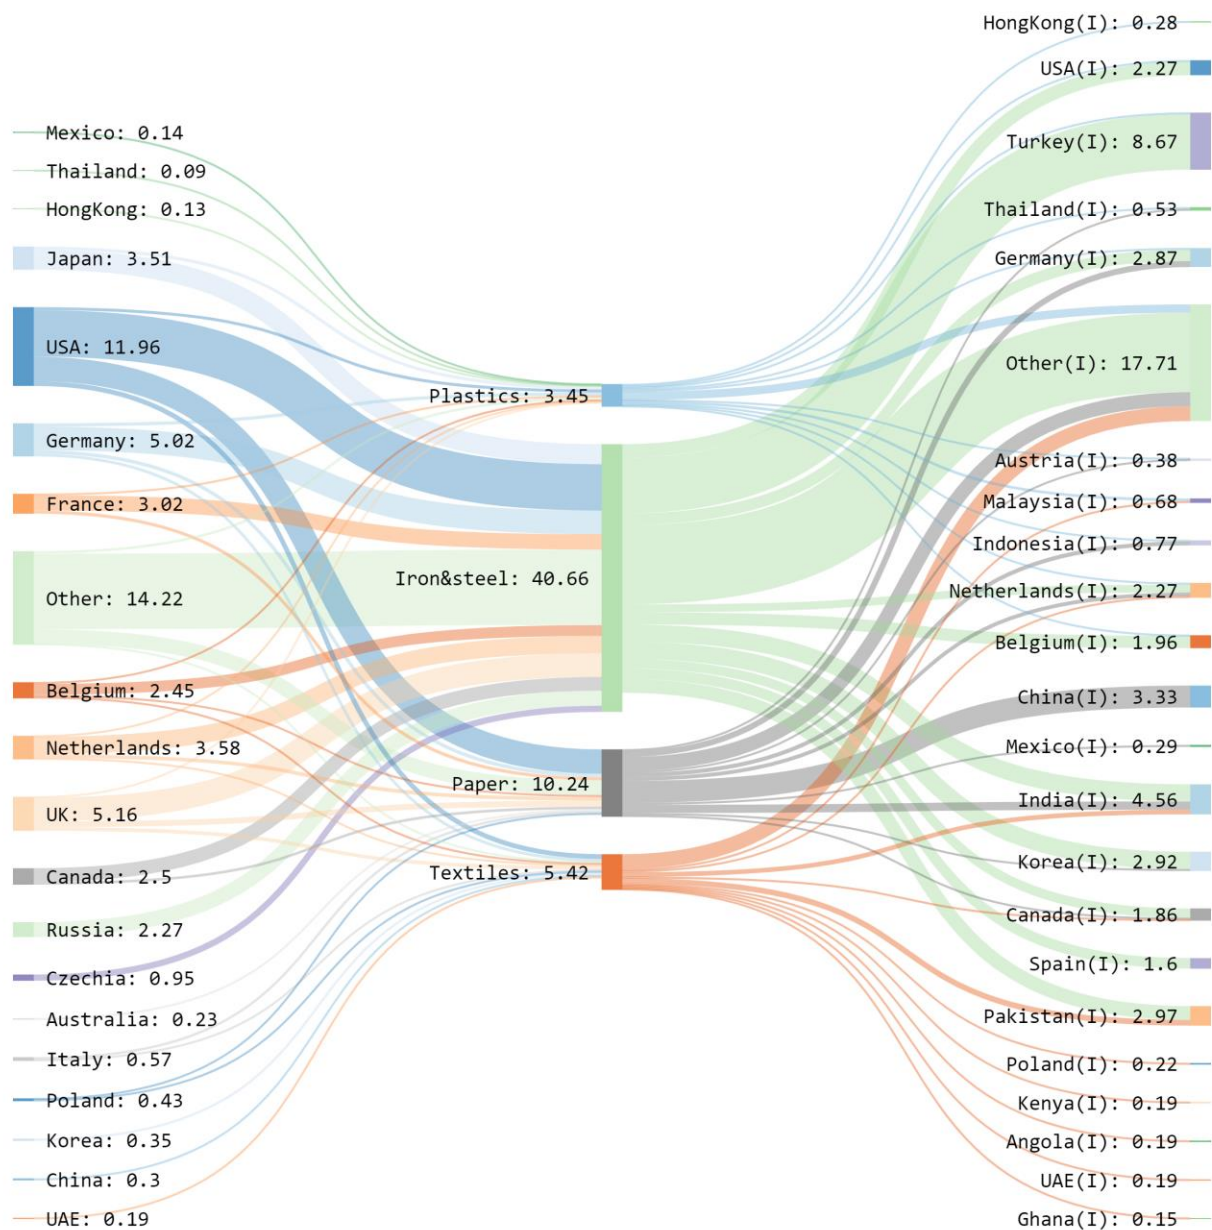 Mexico: 0.14
Thailand: 0.09
HongKong: 0.13
Japan: 3.51
USA: 11.96
Germany: 5.02
France: 3.02
Other: 14.22
Belgium: 2.45
Netherlands: 3.58
UK: 5.16
Canada: 2.5
Russia: 2.27
Czechia: 0.95
Australia: 0.23
Italy: 0.57
Poland: 0.43
Korea: 0.35
China: 0.3
UAE: 0.19
Plastics: 3.45
Iron&steel: 40.66
Paper: 10.24
Textiles: 5.42
HongKong(I): 0.28
USA(I): 2.27
Turkey(I): 8.67
Thailand(I): 0.53
Germany(I): 2.87
Other(I): 17.71
Austria(I): 0.38
Malaysia(I): 0.68
Indonesia(I): 0.77
Netherlands(I): 2.27
Belgium(I): 1.96
China(I): 3.33
Mexico(I): 0.29
India(I): 4.56
Korea(I): 2.92
Canada(I): 1.86
Spain(I): 1.6
Pakistan(I): 2.97
Poland(I): 0.22
Kenya(I): 0.19
Angola(I): 0.19
UAE(I): 0.19
Ghana(I): 0.15